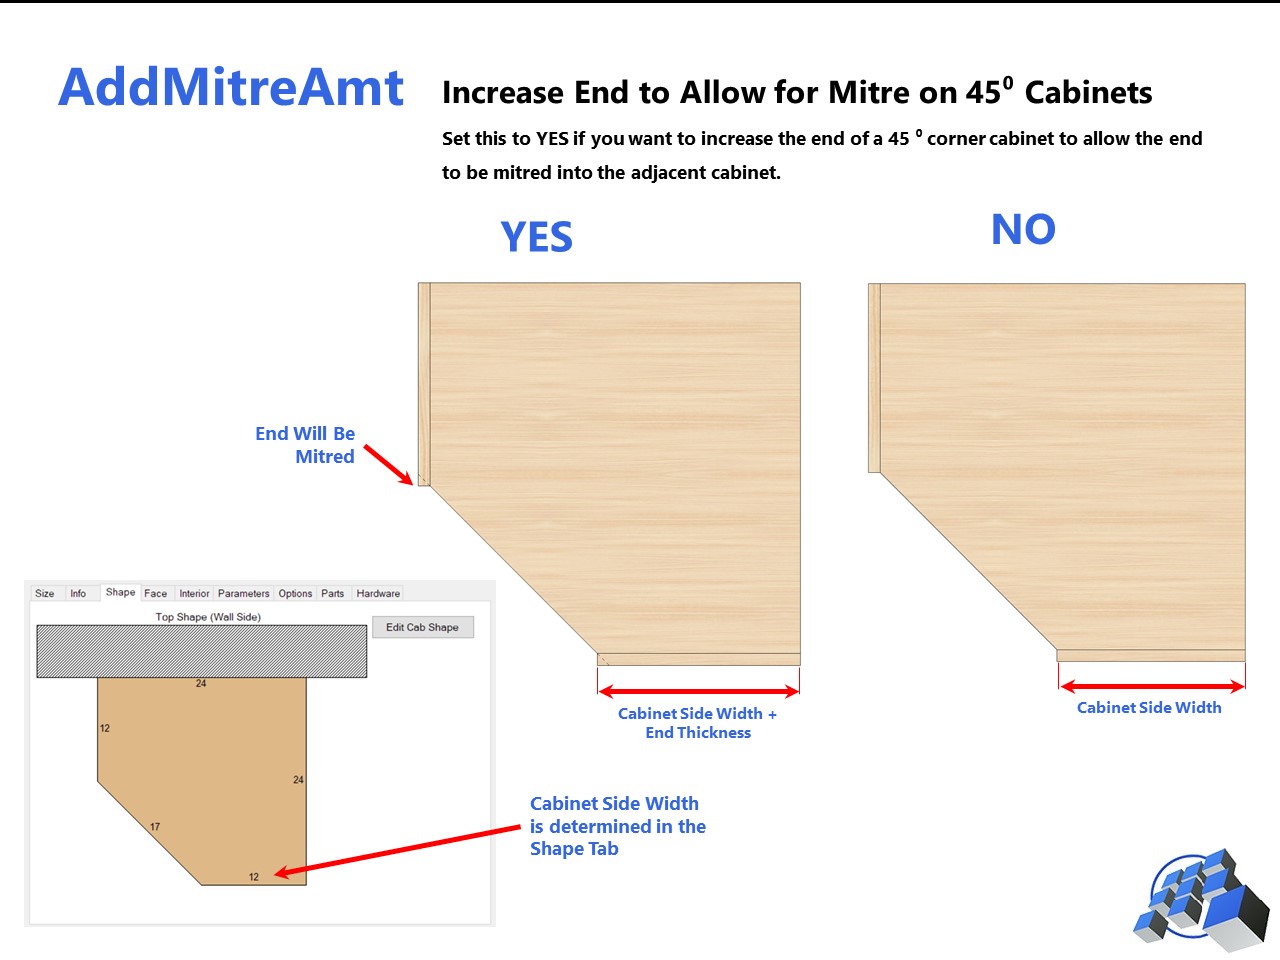 AddMitreAmt
Increase End to Allow for Mitre on 45⁰ Cabinets
Set this to YES if you want to increase the end of a 45 ⁰ corner cabinet to allow the end
to be mitred into the adjacent cabinet.
YES
NO
End Will Be
Mitred
Cabinet Side Width +
End Thickness
Cabinet Side Width
Size Info Shape Face Interior Parameters Options Parts Hardware
Top Shape (Wall Side)
Edit Cab Shape
24
12
24
17
12
Cabinet Side Width
is determined in the
Shape Tab